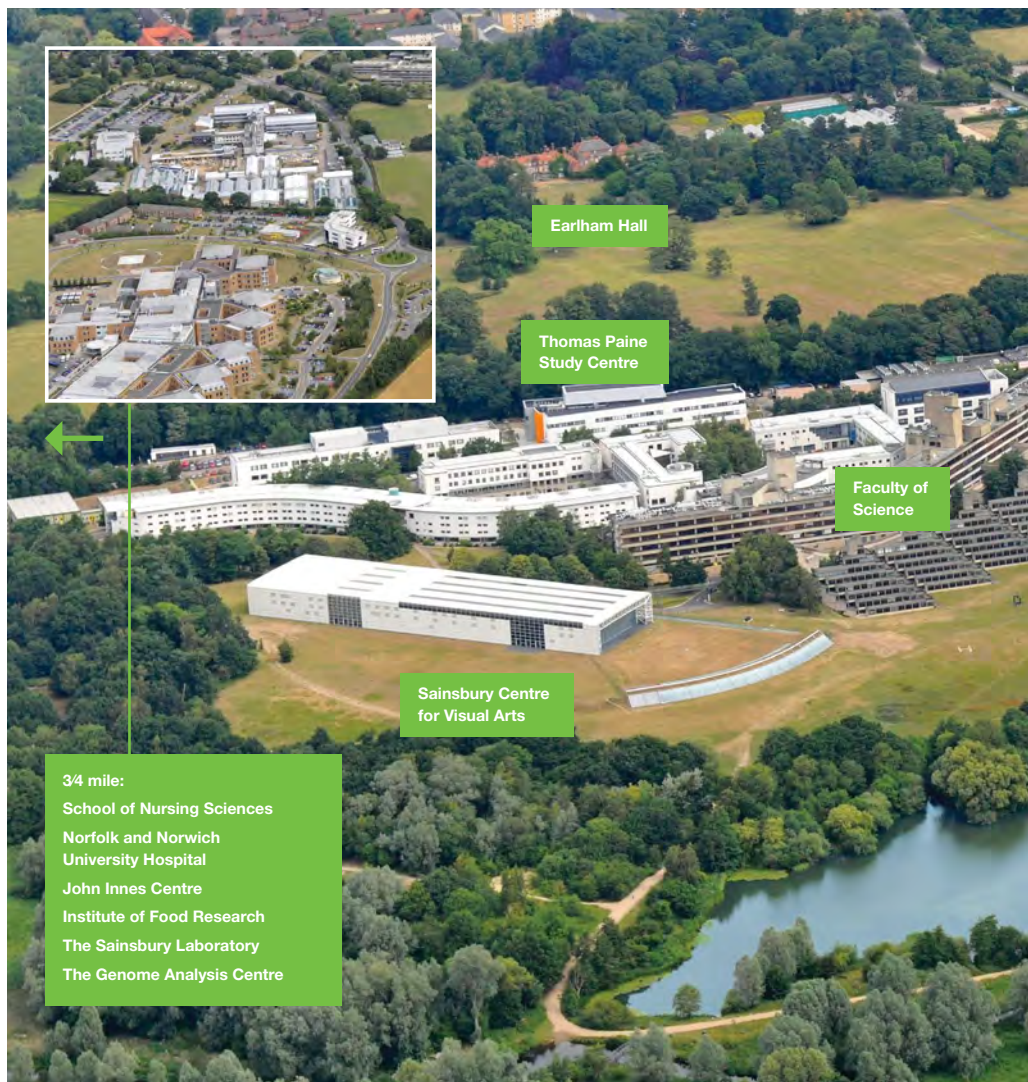 Earlham Hall
Thomas Paine
Study Centre
Faculty of
Science
Sainsbury Centre
for Visual Arts
3⁄4 mile:
School of Nursing Sciences
Norfolk and Norwich
University Hospital
John Innes Centre
Institute of Food Research
The Sainsbury Laboratory
The Genome Analysis Centre